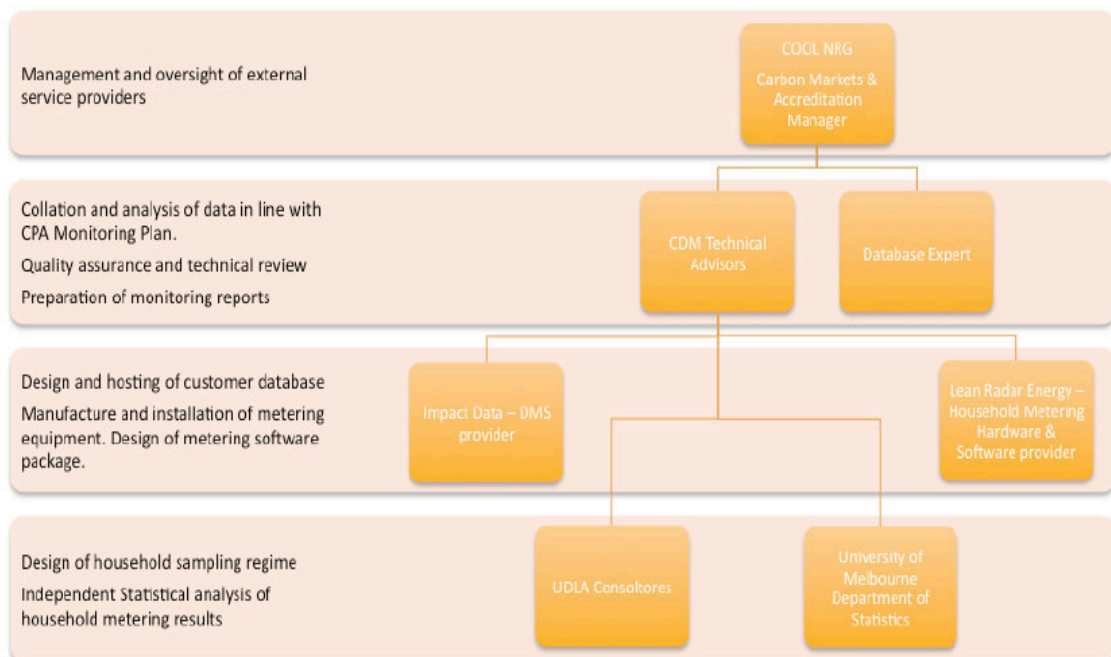 Management and oversight of external
service providers
COOL NRG
Carbon Markets &
Accreditation
Manager
Collation and analysis of data in line with
CPA Monitoring Plan.
Quality assurance and technical review
Preparation of monitoring reports
CDM Technical
Advisors
Database Expert
Design and hosting of customer database
Manufacture and installation of metering
equipment. Design of metering software
package.
Impact Data – DMS
provider
Lean Radar Energy –
Household Metering
Hardware &
Software provider
Design of household sampling regime
Independent Statistical analysis of
household metering results
UDLA Consoltores
University of
Melbourne
Department of
Statistics